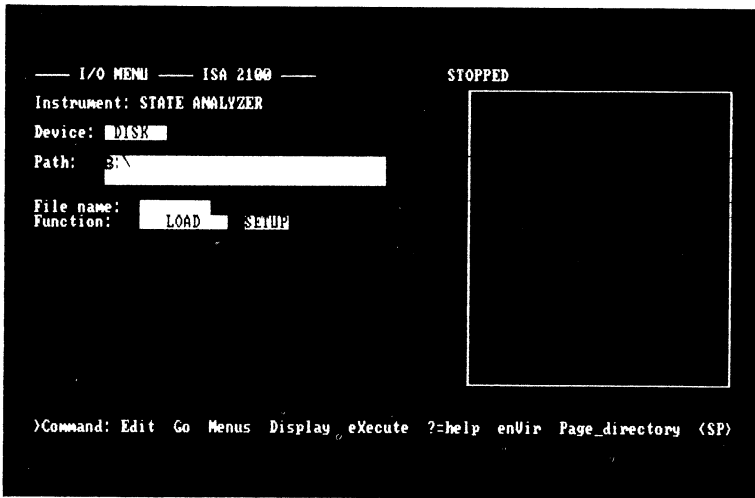 —— I/O MENU —— ISA 2100 ——
STOPPED
Instrument: STATE ANALYZER
Device: DISK
Path: B:\
File name:
Function: LOAD SETUP
>Command: Edit Go Menus Display eXecute ?=help enVir Page_directory <SP>